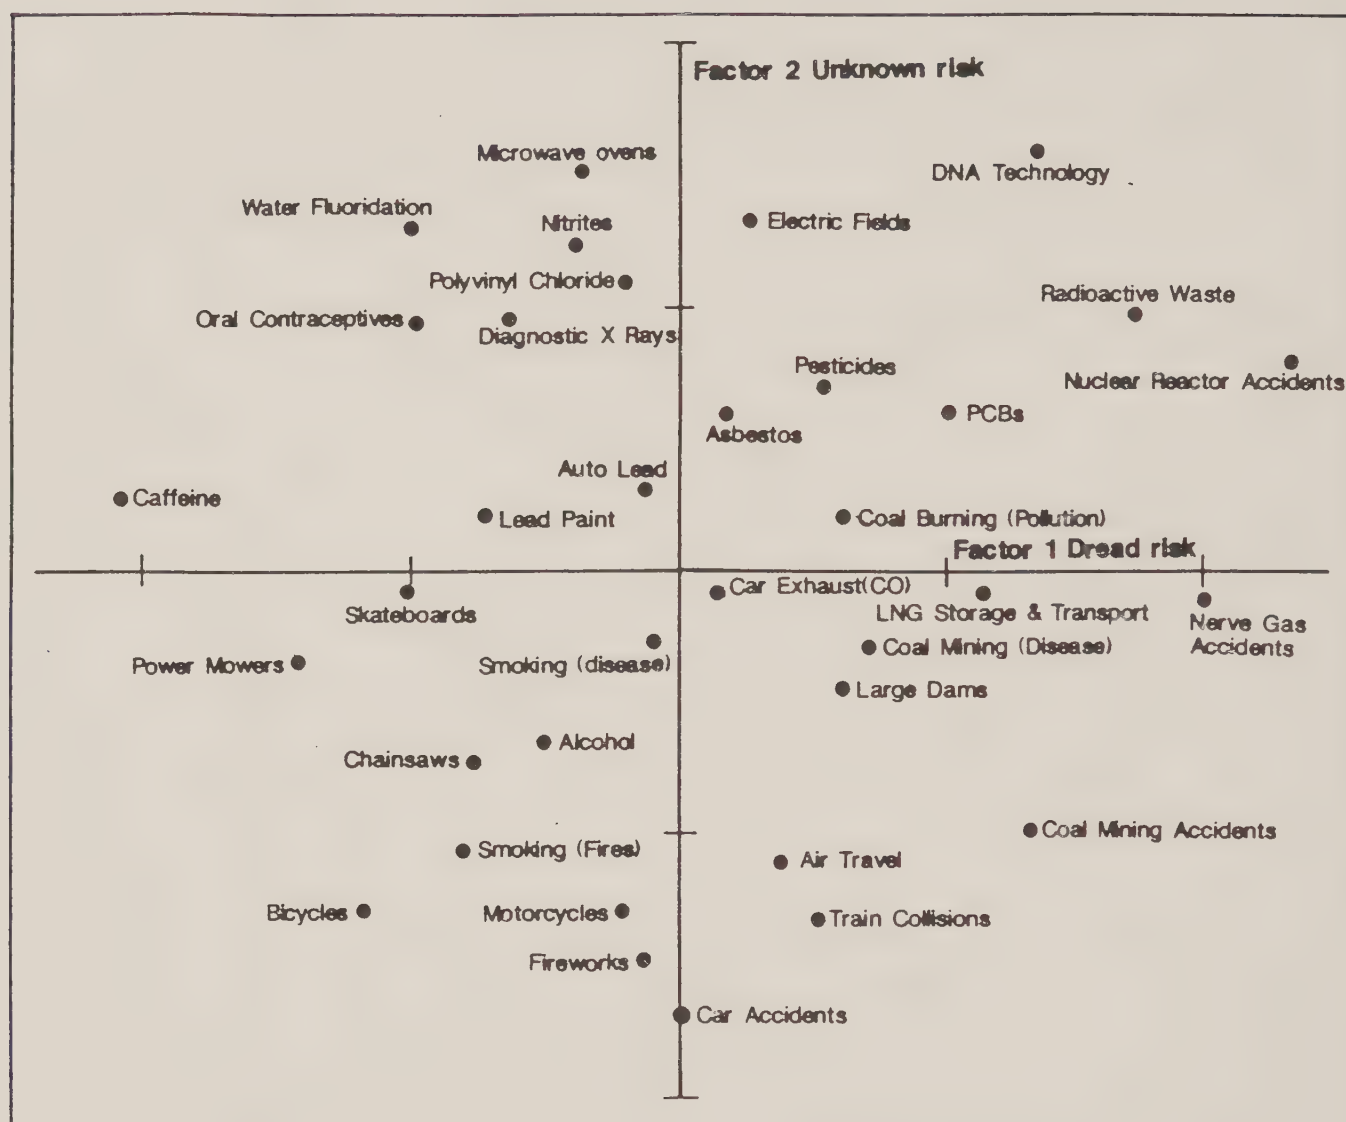 Factor 2 Unknown risk
Microwave ovens
DNA Technology
Water Fluoridation
Nitrites
Electric Fields
Polyvinyl Chloride
Radioactive Waste
Oral Contraceptives
Diagnostic X Rays
Pesticides
Nuclear Reactor Accidents
PCBs
Asbestos
Auto Lead
Caffeine
Lead Paint
Coal Burning (Pollution)
Factor 1 Dread risk
Car Exhaust(CO)
Skateboards
LNG Storage & Transport
Nerve Gas
Accidents
Power Mowers
Smoking (disease)
Coal Mining (Disease)
Large Dams
Alcohol
Chainsaws
Coal Mining Accidents
Smoking (Fires)
Air Travel
Bicycles
Motorcycles
Train Collisions
Fireworks
Car Accidents